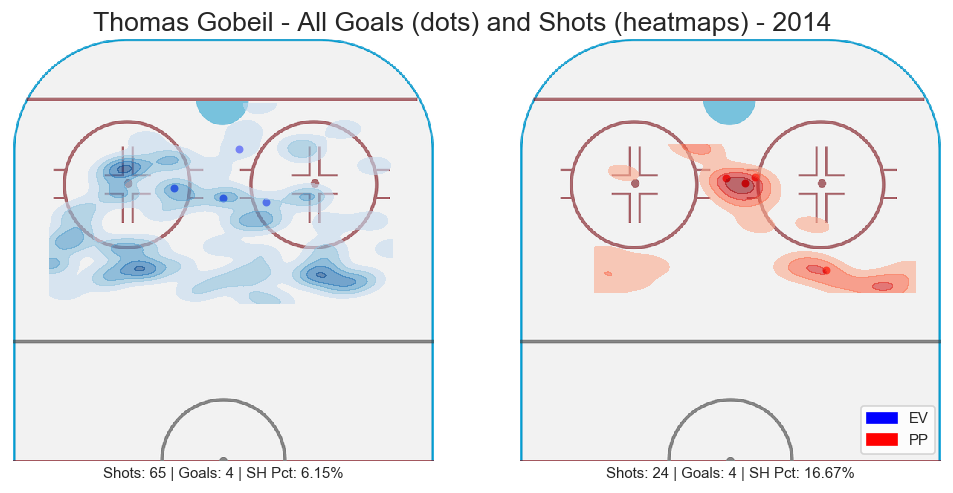 Thomas Gobeil - All Goals (dots) and Shots (heatmaps) - 2014
EV
PP
Shots: 65 | Goals: 4 | SH Pct: 6.15%
Shots: 24 | Goals: 4 | SH Pct: 16.67%